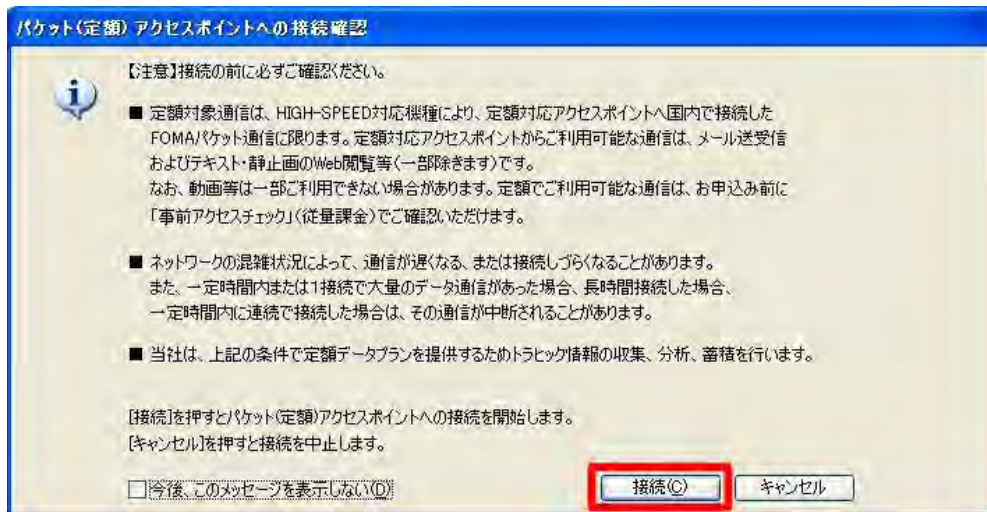 パケット(定額) アクセスポイントへの接続確認
【注意】接続の前に必ずご確認ください。
■ 定額対象通信は、HIGH-SPEED対応機種により、定額対応アクセスポイントへ国内で接続した
FOMAパケット通信に限ります。定額対応アクセスポイントからご利用可能な通信は、メール送受信
およびテキスト・静止画のWeb閲覧等(一部除きます)です。
なお、動画等は一部ご利用できない場合があります。定額でご利用可能な通信は、お申込み前に
「事前アクセスチェック」(従量課金)でご確認いただけます。
■ ネットワークの混雑状況によって、通信が遅くなる、または接続しづらくなることがあります。
また、一定時間内または1接続で大量のデータ通信があった場合、長時間接続した場合、
一定時間内に連続で接続した場合は、その通信が中断されることがあります。
■ 当社は、上記の条件で定額データプランを提供するためトラヒック情報の収集、分析、蓄積を行います。
[接続]を押すとパケット(定額)アクセスポイントへの接続を開始します。
[キャンセル]を押すと接続を中止します。
今後、このメッセージを表示しない(D)
接続(C)
キャンセル